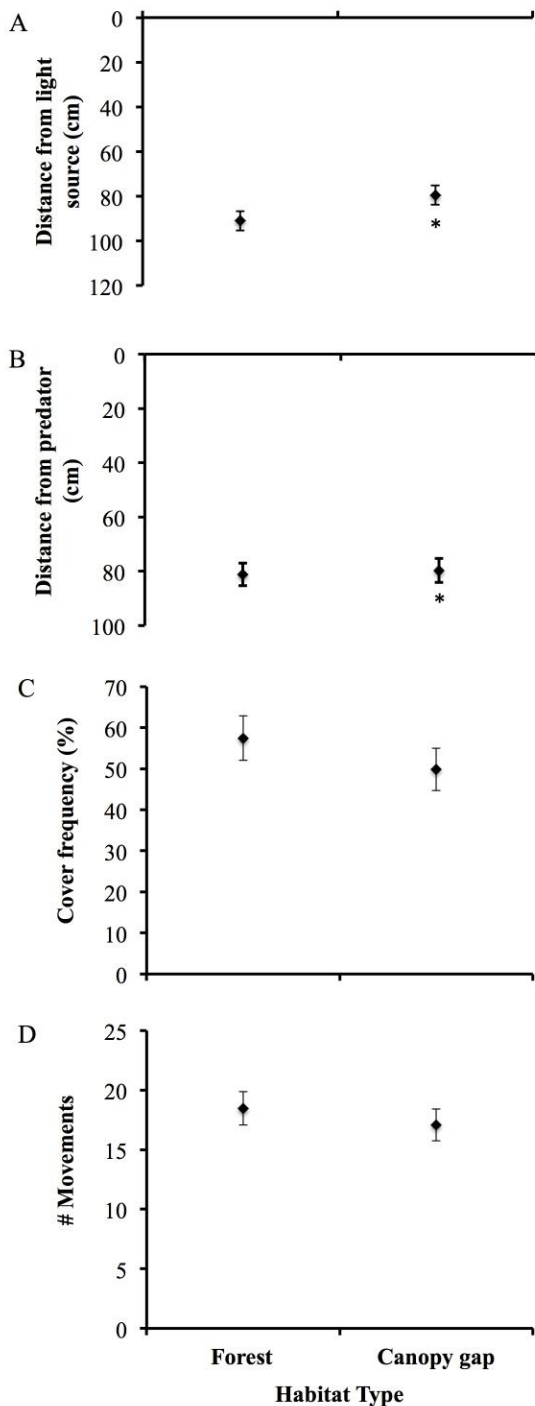 A
Distance from light
source (cm)
0
20
40
60
80
100
120
*
B
Distance from predator
(cm)
0
20
40
60
80
100
*
C
Cover frequency (%)
70
60
50
40
30
20
10
0
D
# Movements
25
20
15
10
5
0
Forest
Canopy gap
Habitat Type